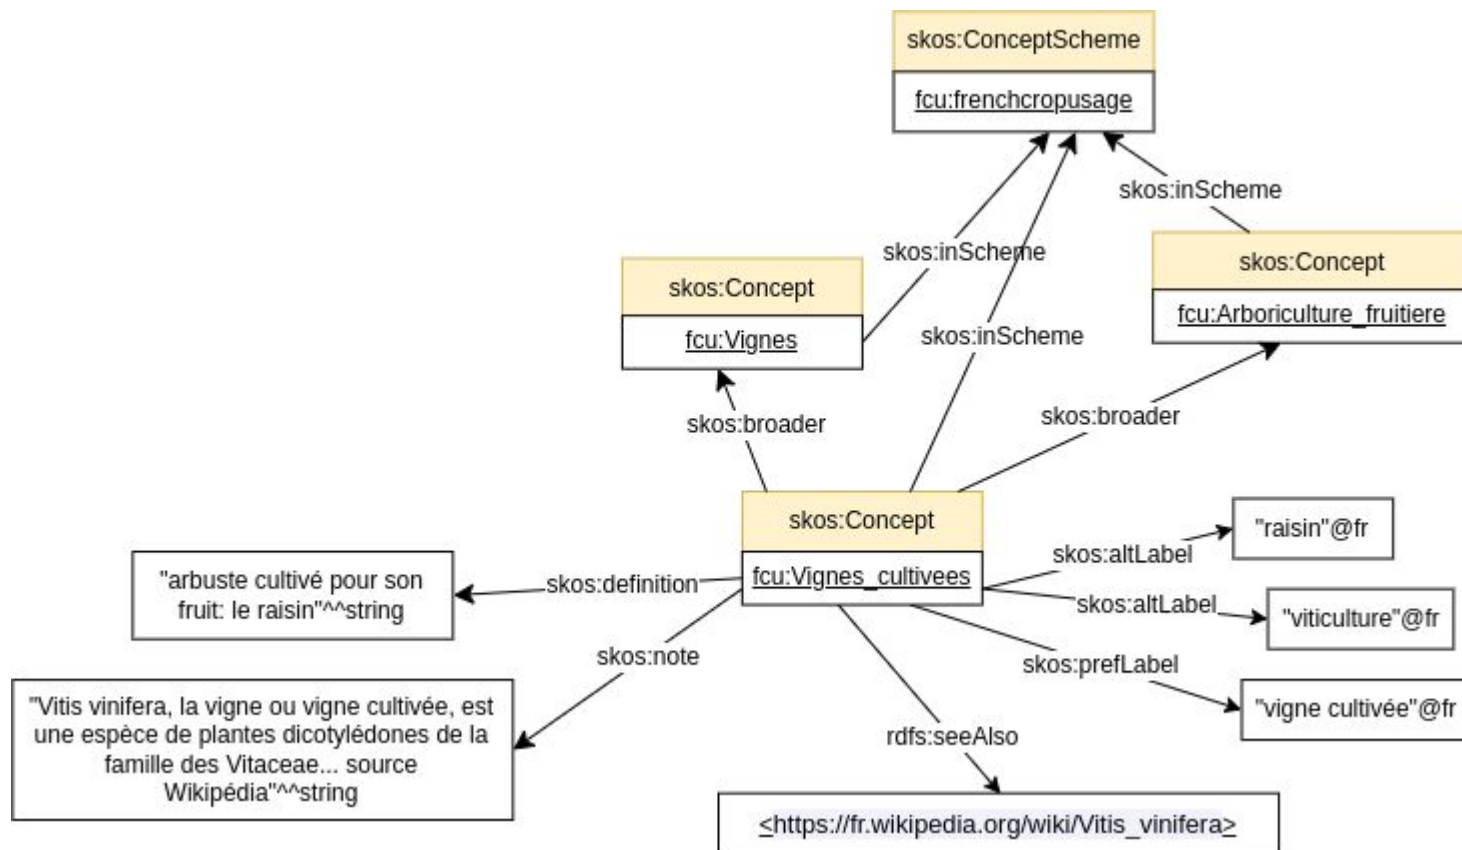 skos:ConceptScheme
fcu:frenchcropusage
skos:inScheme
skos:inScheme
skos:Concept
fcu:Arboriculture_fruitiere
skos:Concept
fcu:Vignes
skos:inScheme
skos:broader
skos:broader
skos:Concept
fcu:Vignes_cultivees
"raisin"@fr
skos:altLabel
"arbuste cultivé pour son
fruit: le raisin"^^string
skos:definition
skos:altLabel
"viticulture"@fr
skos:note
skos:prefLabel
"vigne cultivée"@fr
"Vitis vinifera, la vigne ou vigne cultivée, est
une espèce de plantes dicotylédones de la
famille des Vitaceae... source
Wikipédia"^^string
rdfs:seeAlso
<https://fr.wikipedia.org/wiki/Vitis_vinifera>